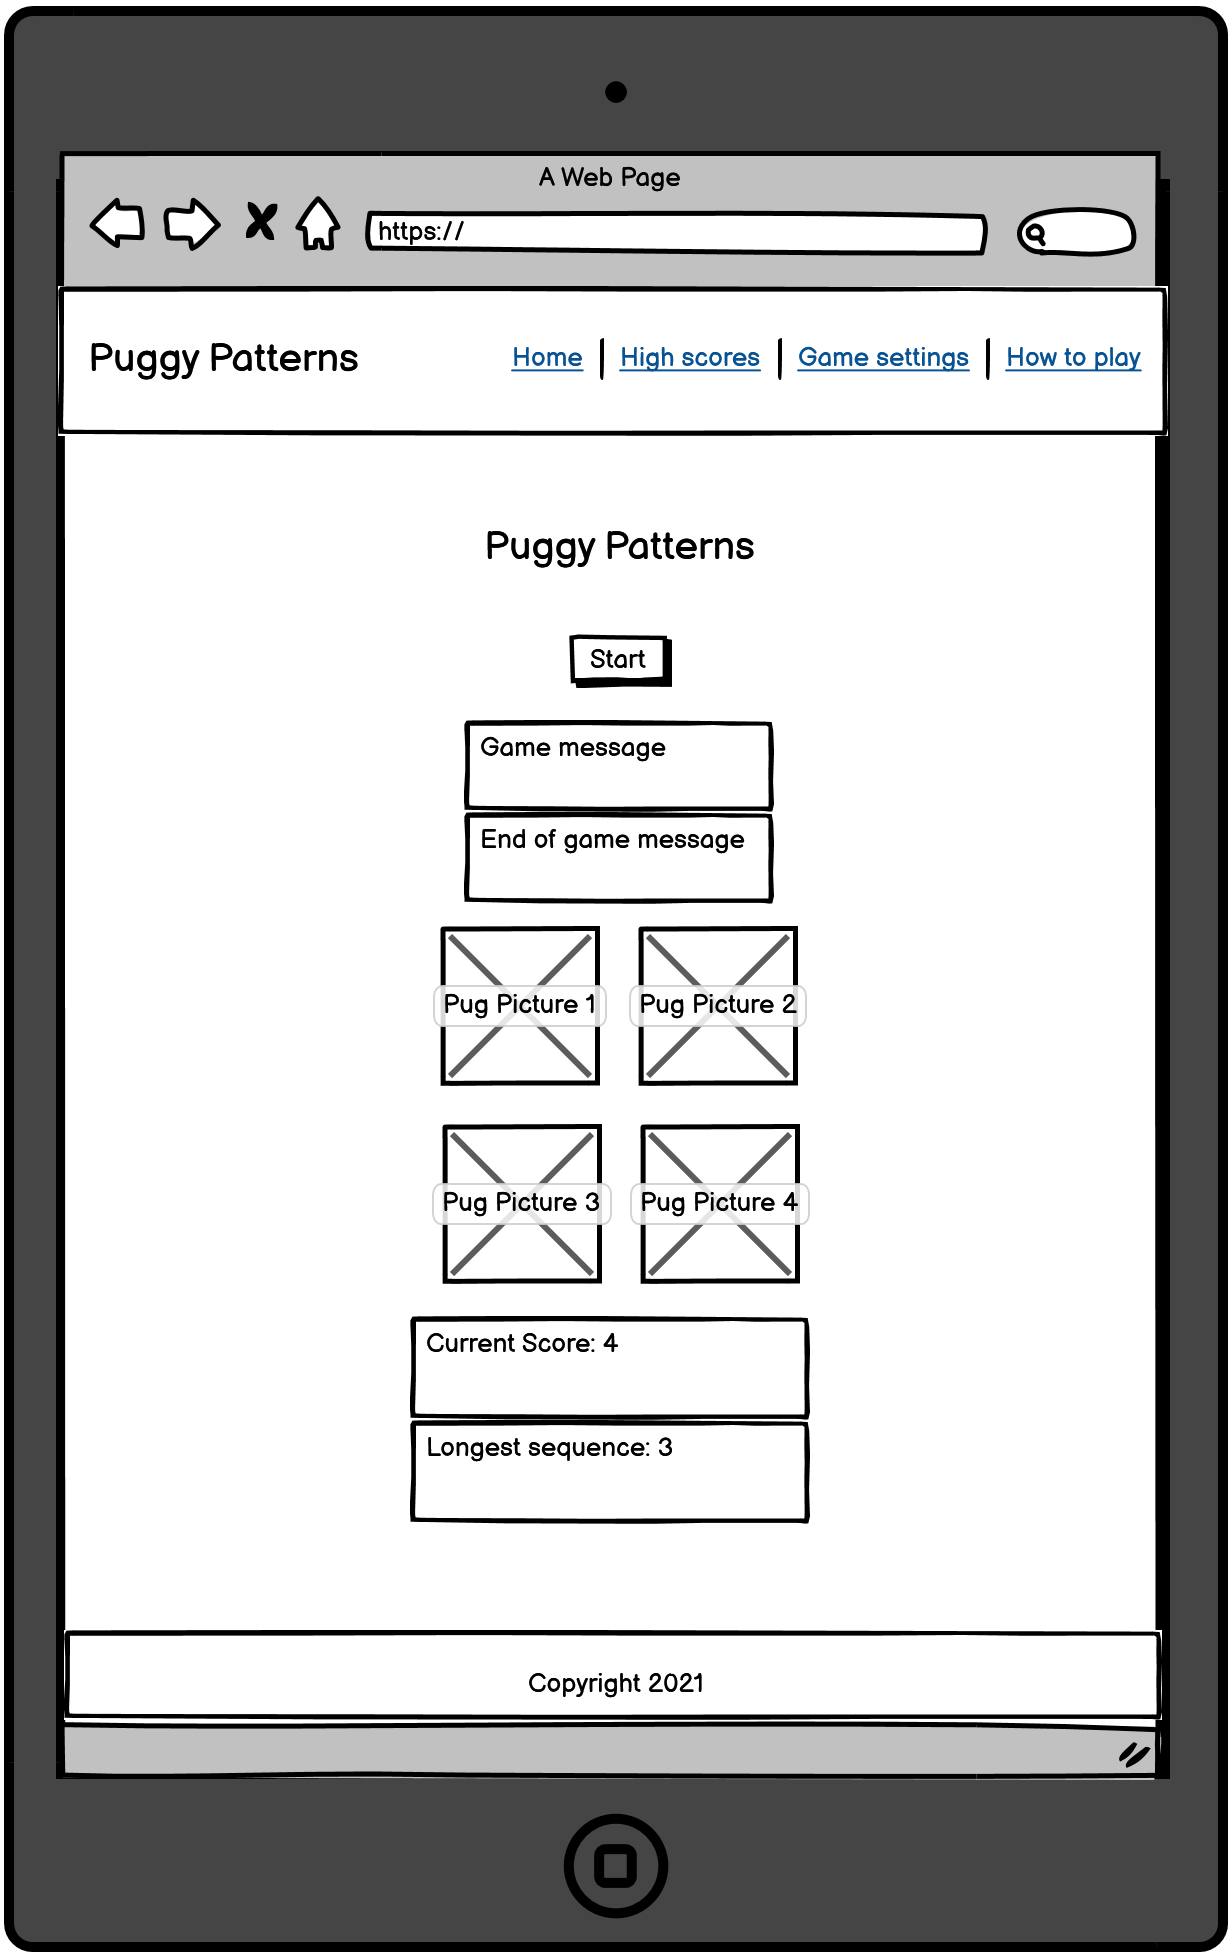 A Web Page
https://
Puggy Patterns
Home | High scores | Game settings | How to play
Puggy Patterns
Start
Game message
End of game message
Pug Picture 1
Pug Picture 2
Pug Picture 3
Pug Picture 4
Current Score: 4
Longest sequence: 3
Copyright 2021